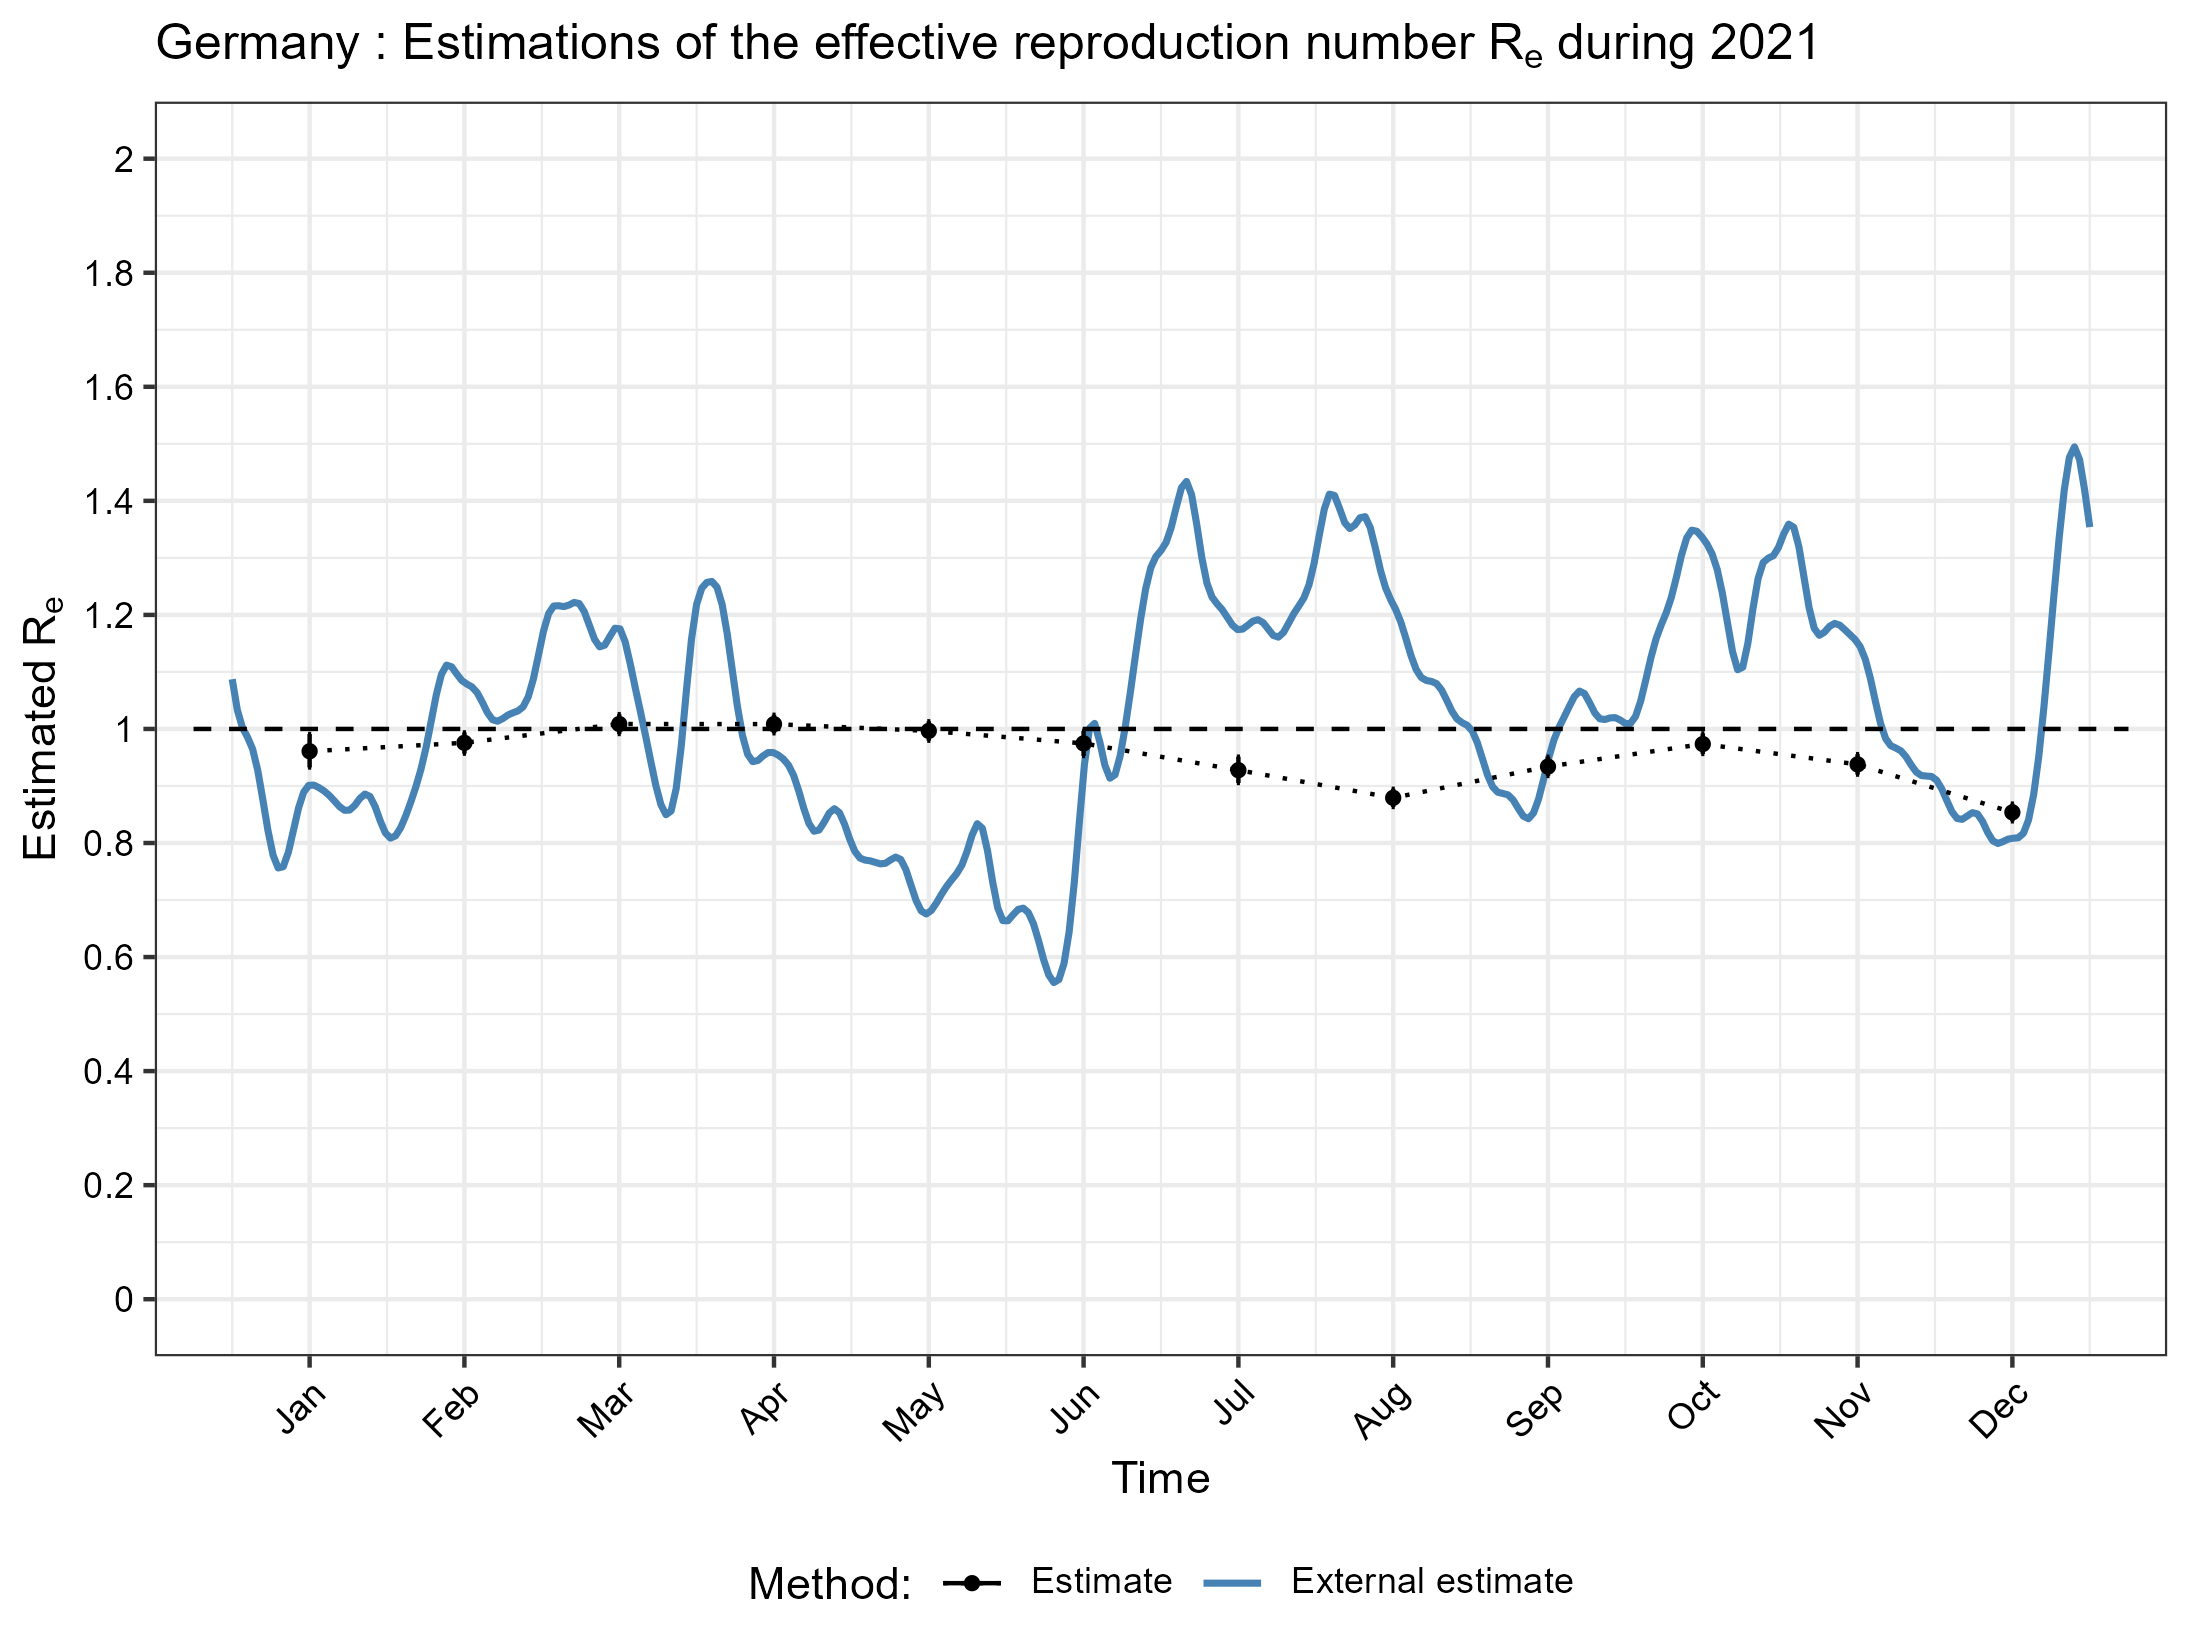 Germany : Estimations of the effective reproduction number Re during 2021
Estimated Re
2
1.8
1.6
1.4
1.2
1
0.8
0.6
0.4
0.2
0
Jan
Feb
Mar
Apr
May
Jun
Jul
Aug
Sep
Oct
Nov
Dec
Time
Method: Estimate External estimate